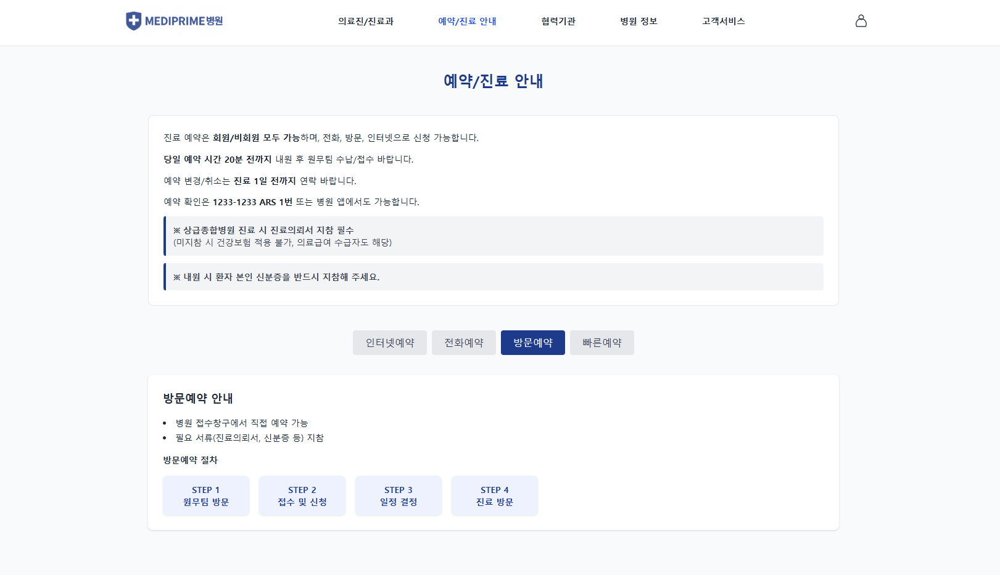 MEDIPRIME병원
의료진/진료과
예약/진료 안내
협력기관
병원 정보
고객서비스
예약/진료 안내
진료 예약은 회원/비회원 모두 가능하며, 전화, 방문, 인터넷으로 신청 가능합니다.
당일 예약 시간 20분 전까지 내원 후 원무팀 수납/접수 바랍니다.
예약 변경/취소는 진료 1일 전까지 연락 바랍니다.
예약 확인은 1233-1233 ARS 1번 또는 병원 앱에서도 가능합니다.
※ 상급종합병원 진료 시 진료의뢰서 지참 필수
(미지참 시 건강보험 적용 불가, 의료급여 수급자도 해당)
※ 내원 시 환자 본인 신분증을 반드시 지참해 주세요.
인터넷예약
전화예약
방문예약
빠른예약
방문예약 안내
• 병원 접수창구에서 직접 예약 가능
• 필요 서류(진료의뢰서, 신분증 등) 지참
방문예약 절차
STEP 1
원무팀 방문
STEP 2
접수 및 신청
STEP 3
일정 결정
STEP 4
진료 방문